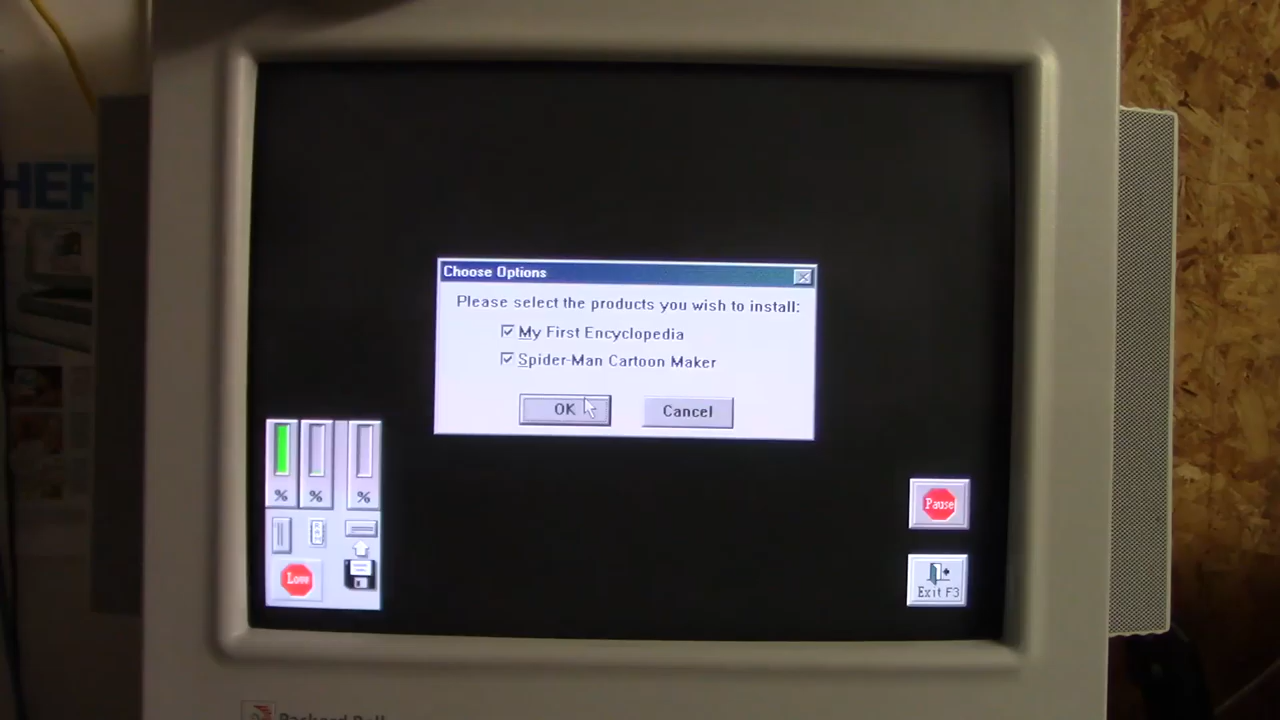 Choose Options
Please select the products you wish to install:
My First Encyclopedia
Spider-Man Cartoon Maker
OK
Cancel
%
%
%
Pause
Low
Exit F3
HER
Packard Bell